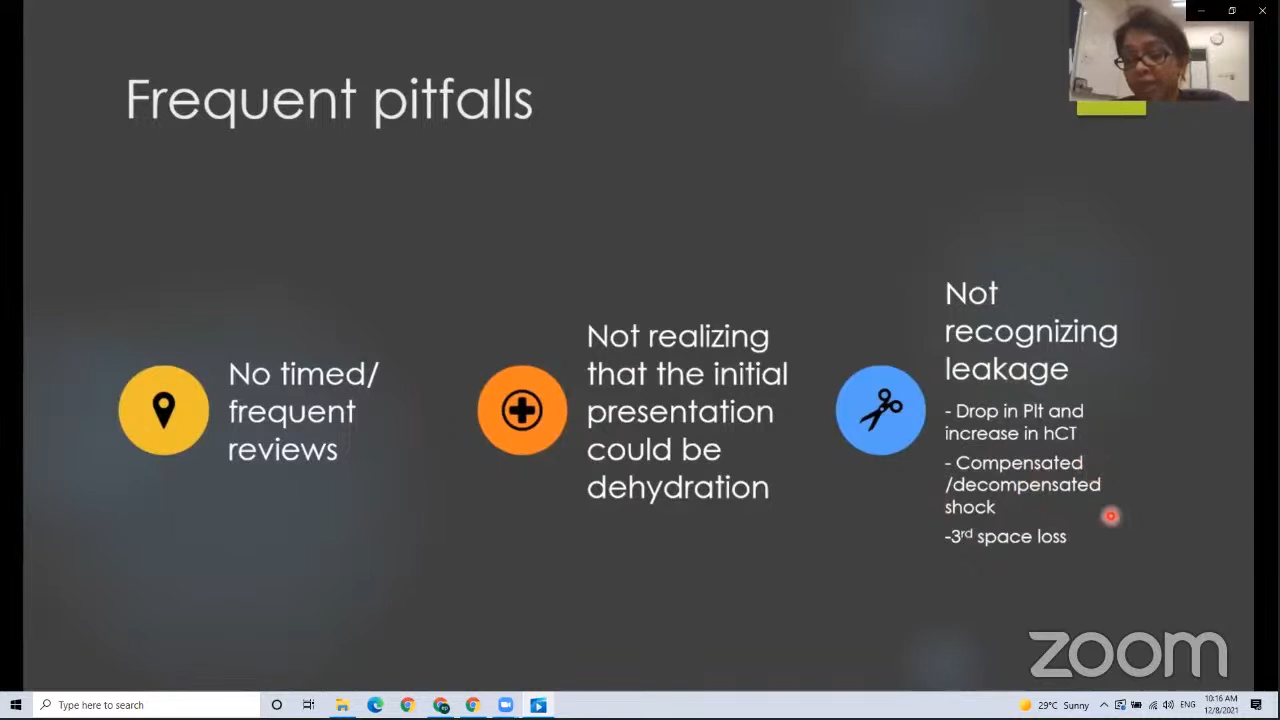 Frequent pitfalls
No timed/
frequent
reviews
Not realizing
that the initial
presentation
could be
dehydration
Not
recognizing
leakage
- Drop in Plt and
increase in hCT
- Compensated
/decompensated
shock
-3rd space loss
zoom
Type here to search
29°C Sunny
ENG
10:16 AM
12/8/2021